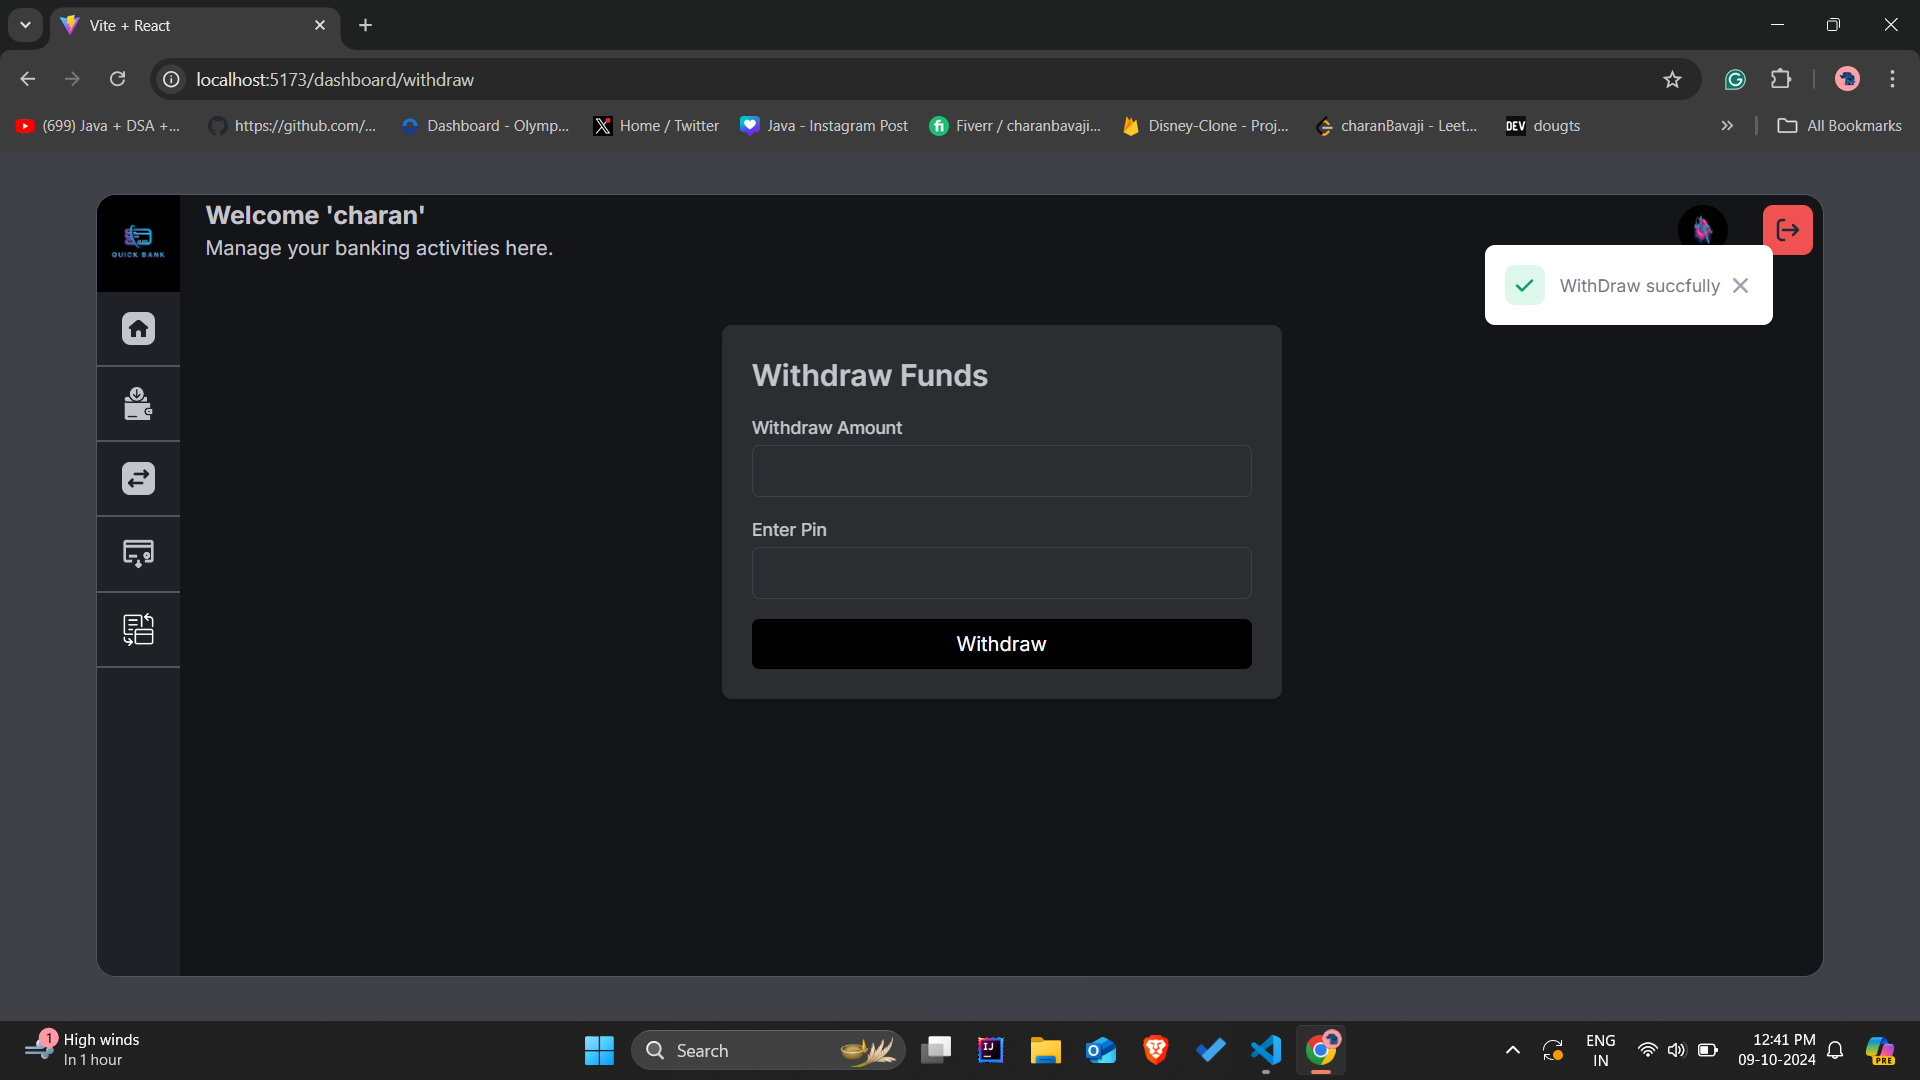 Vite + React
localhost:5173/dashboard/withdraw
(699) Java + DSA +...
https://github.com/...
Dashboard - Olymp...
Home / Twitter
Java - Instagram Post
Fiverr / charanbavaji...
Disney-Clone - Proj...
charanBavaji - Leet...
DEV dougts
All Bookmarks
QUICK BANK
Welcome 'charan'
Manage your banking activities here.
WithDraw succfully
Withdraw Funds
Withdraw Amount
Enter Pin
Withdraw
1
High winds
In 1 hour
Search
ENG
IN
12:41 PM
09-10-2024
PRE